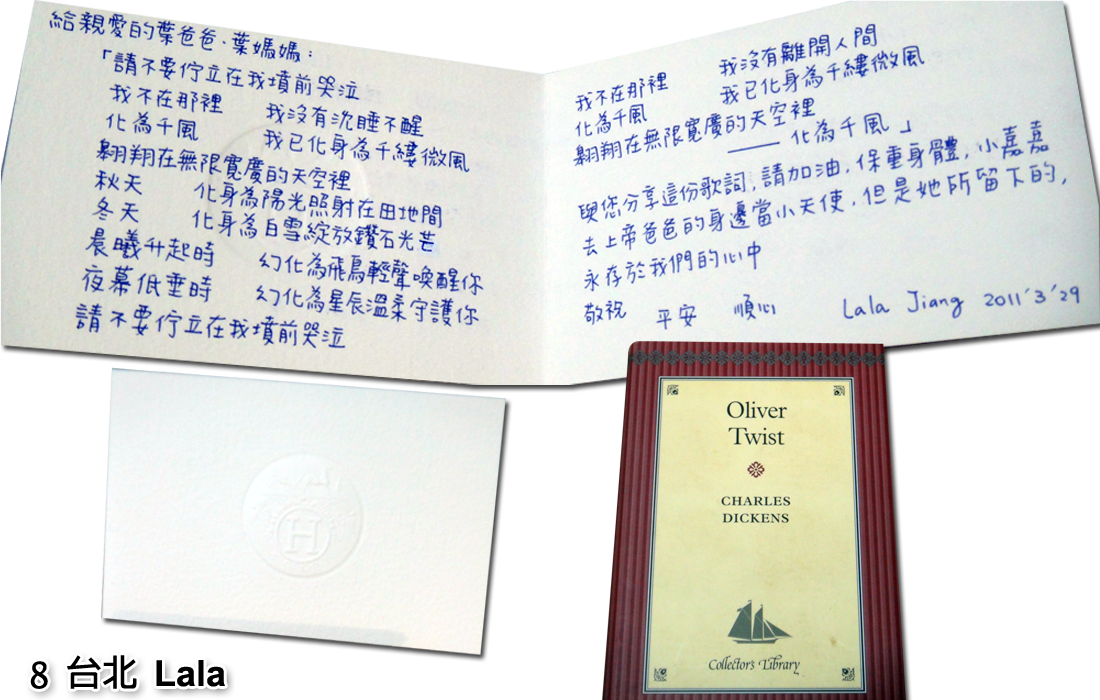 給親愛的葉爸爸、葉媽媽：
「請不要佇立在我墳前哭泣
我不在那裡　我沒有沈睡不醒
化為千風　我已化身為千縷微風
翱翔在無限寬廣的天空裡
秋天　化身為陽光照射在田地間
冬天　化身為白雪綻放鑽石光芒
晨曦升起時　幻化為飛鳥輕聲喚醒你
夜幕低垂時　幻化為星辰溫柔守護你
請不要佇立在我墳前哭泣
我不在那裡　我沒有離開人間
化為千風　我已化身為千縷微風
翱翔在無限寬廣的天空裡
——化為千風」
與您分享這份歌詞，請加油，保重身體，小嘉嘉
去上帝爸爸的身邊當小天使，但是她所留下的，
永存於我們的心中
敬祝　平安　順心　Lala Jiang 2011'3'29
H
Oliver
Twist
CHARLES
DICKENS
Collector's Library
8 台北 Lala